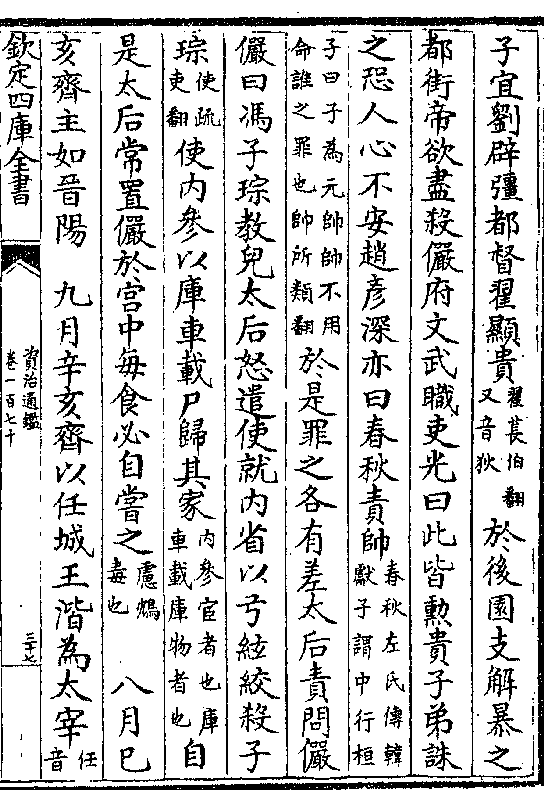 子宜劉辟彊都督翟顯貴翟萇伯翻又音狄於後園支解暴之
都街帝欲盡殺儼府文武職吏光曰此皆勲貴子弟誅
之恐人心不安趙彦深亦曰春秋責帥春秋左氏傳韓獻子謂中行桓
子曰子為元帥帥不用命誰之罪也帥所類翻於是罪之各有差太后責問儼
儼曰馮子琮教兒太后怒遣使就内省以弓絃絞殺子
琮使疏吏翻使内參以庫車載尸歸其家内參宦者也庫車載庫物者也自
是太后常置儼於宫中每食必自嘗之慮鴆毒也 八月巳
亥齊主如晉陽 九月辛亥齊以任城王湝為太宰任音
欽定四庫全書
資治通鑑
卷一百七十
三十七